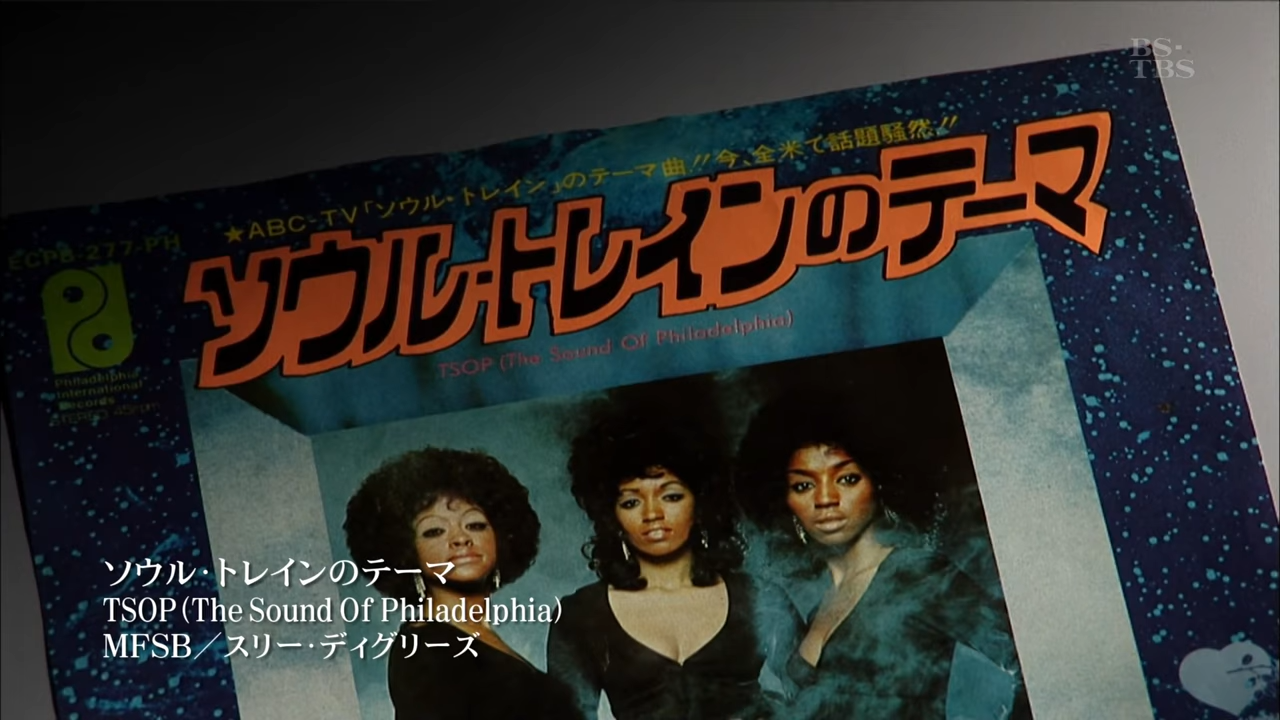 BS-TBS
★ABC-TV「ソウル・トレイン」のテーマ曲!!今、全米で話題騒然!!
ECPB-277-PH
ソウル・トレインのテーマ
TSOP (The Sound Of Philadelphia)
Philadelphia
International
Records
STEREO 45rpm
ソウル・トレインのテーマ
TSOP (The Sound Of Philadelphia)
MFSB／スリー・ディグリーズ